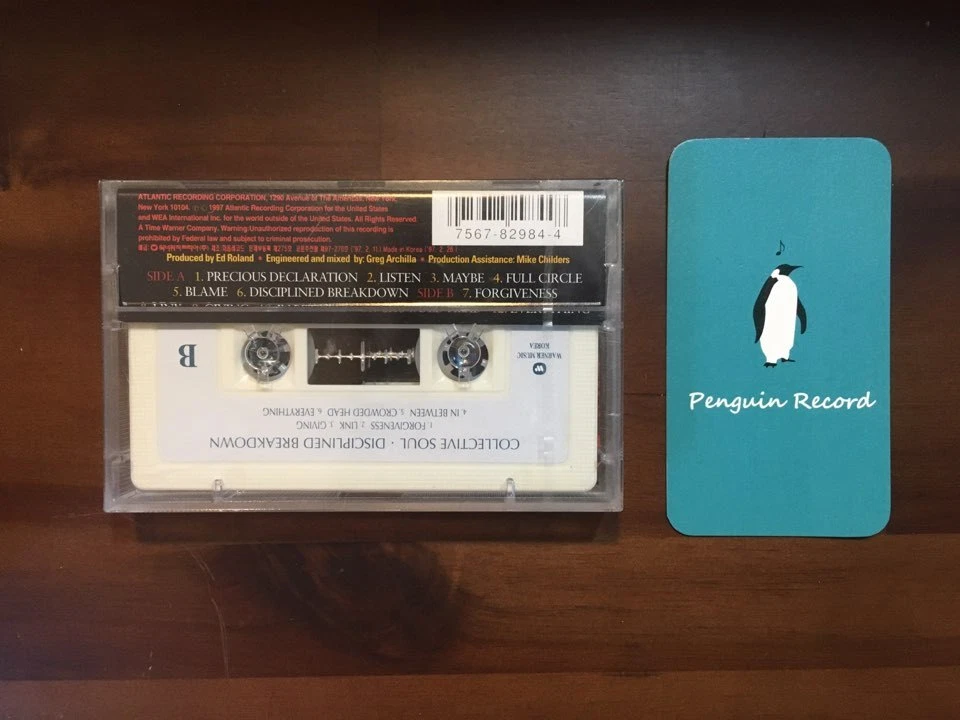 ATLANTIC RECORDING CORPORATION, 1290 Avenue of The Americas, New York,
New York 10104. ℗ © 1997 Atlantic Recording Corporation for the United States
and WEA International Inc. for the world outside of the United States. All Rights Reserved.
A Time Warner Company. Warning: Unauthorized reproduction of this recording is
prohibited by Federal law and subject to criminal prosecution.
Made in Korea
7567-82984-4
Produced by Ed Roland • Engineered and mixed by: Greg Archilla • Production Assistance: Mike Childers
SIDE A 1. PRECIOUS DECLARATION 2. LISTEN 3. MAYBE 4. FULL CIRCLE
5. BLAME 6. DISCIPLINED BREAKDOWN SIDE B 7. FORGIVENESS
B
WARNER MUSIC
KOREA
COLLECTIVE SOUL • DISCIPLINED BREAKDOWN
1. FORGIVENESS 2. LINK 3. GIVING
4. IN BETWEEN 5. CROWDED HEAD 6. EVERYTHING
Penguin Record